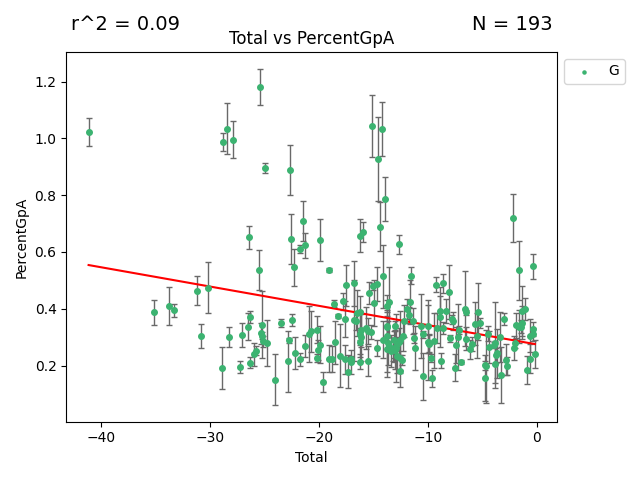 r^2 = 0.09 N = 193
Total vs PercentGpA
G
PercentGpA
1.2
1.0
0.8
0.6
0.4
0.2
−40 −30 −20 −10 0
Total